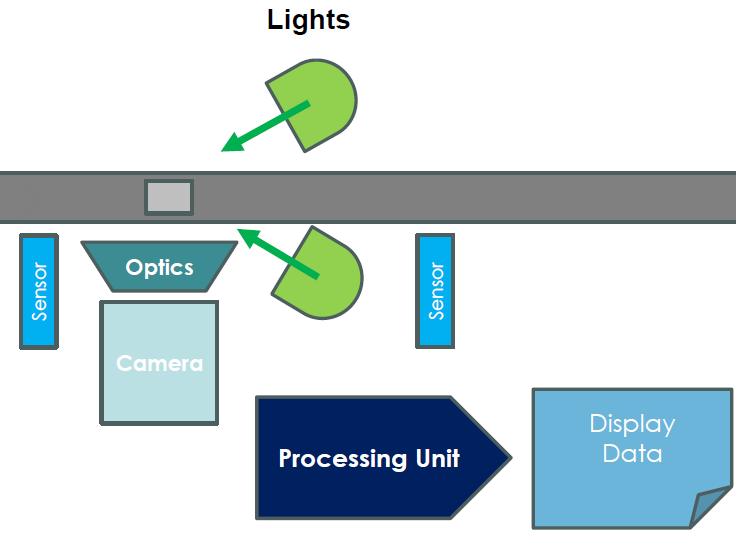 Lights
Sensor
Optics
Sensor
Camera
Processing Unit
Display
Data